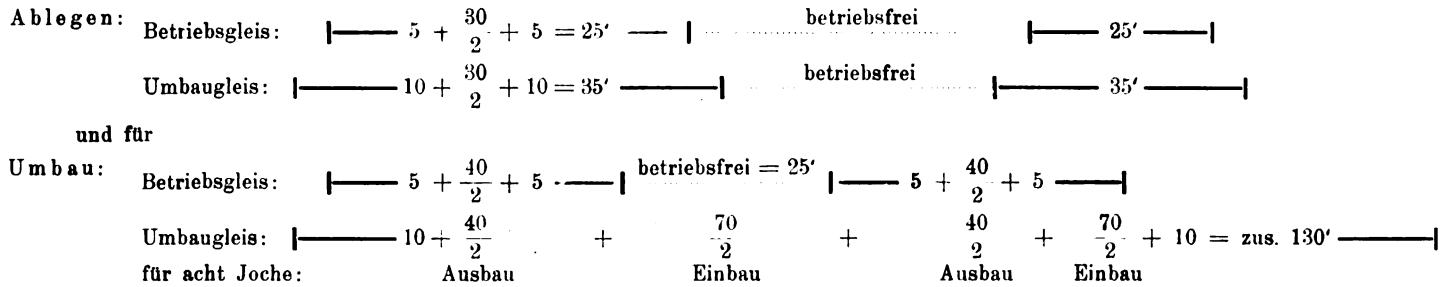 Ablegen: Betriebsgleis: 5 + 30/2 + 5 = 25′ betriebsfrei 25′
Umbaugleis: 10 + 30/2 + 10 = 35′ betriebsfrei 35′
und für
Umbau: Betriebsgleis: 5 + 40/2 + 5 betriebsfrei = 25′ 5 + 40/2 + 5
Umbaugleis: 10 + 40/2 + 70/2 + 40/2 + 70/2 + 10 = zus. 130′
für acht Joche: Ausbau Einbau Ausbau Einbau